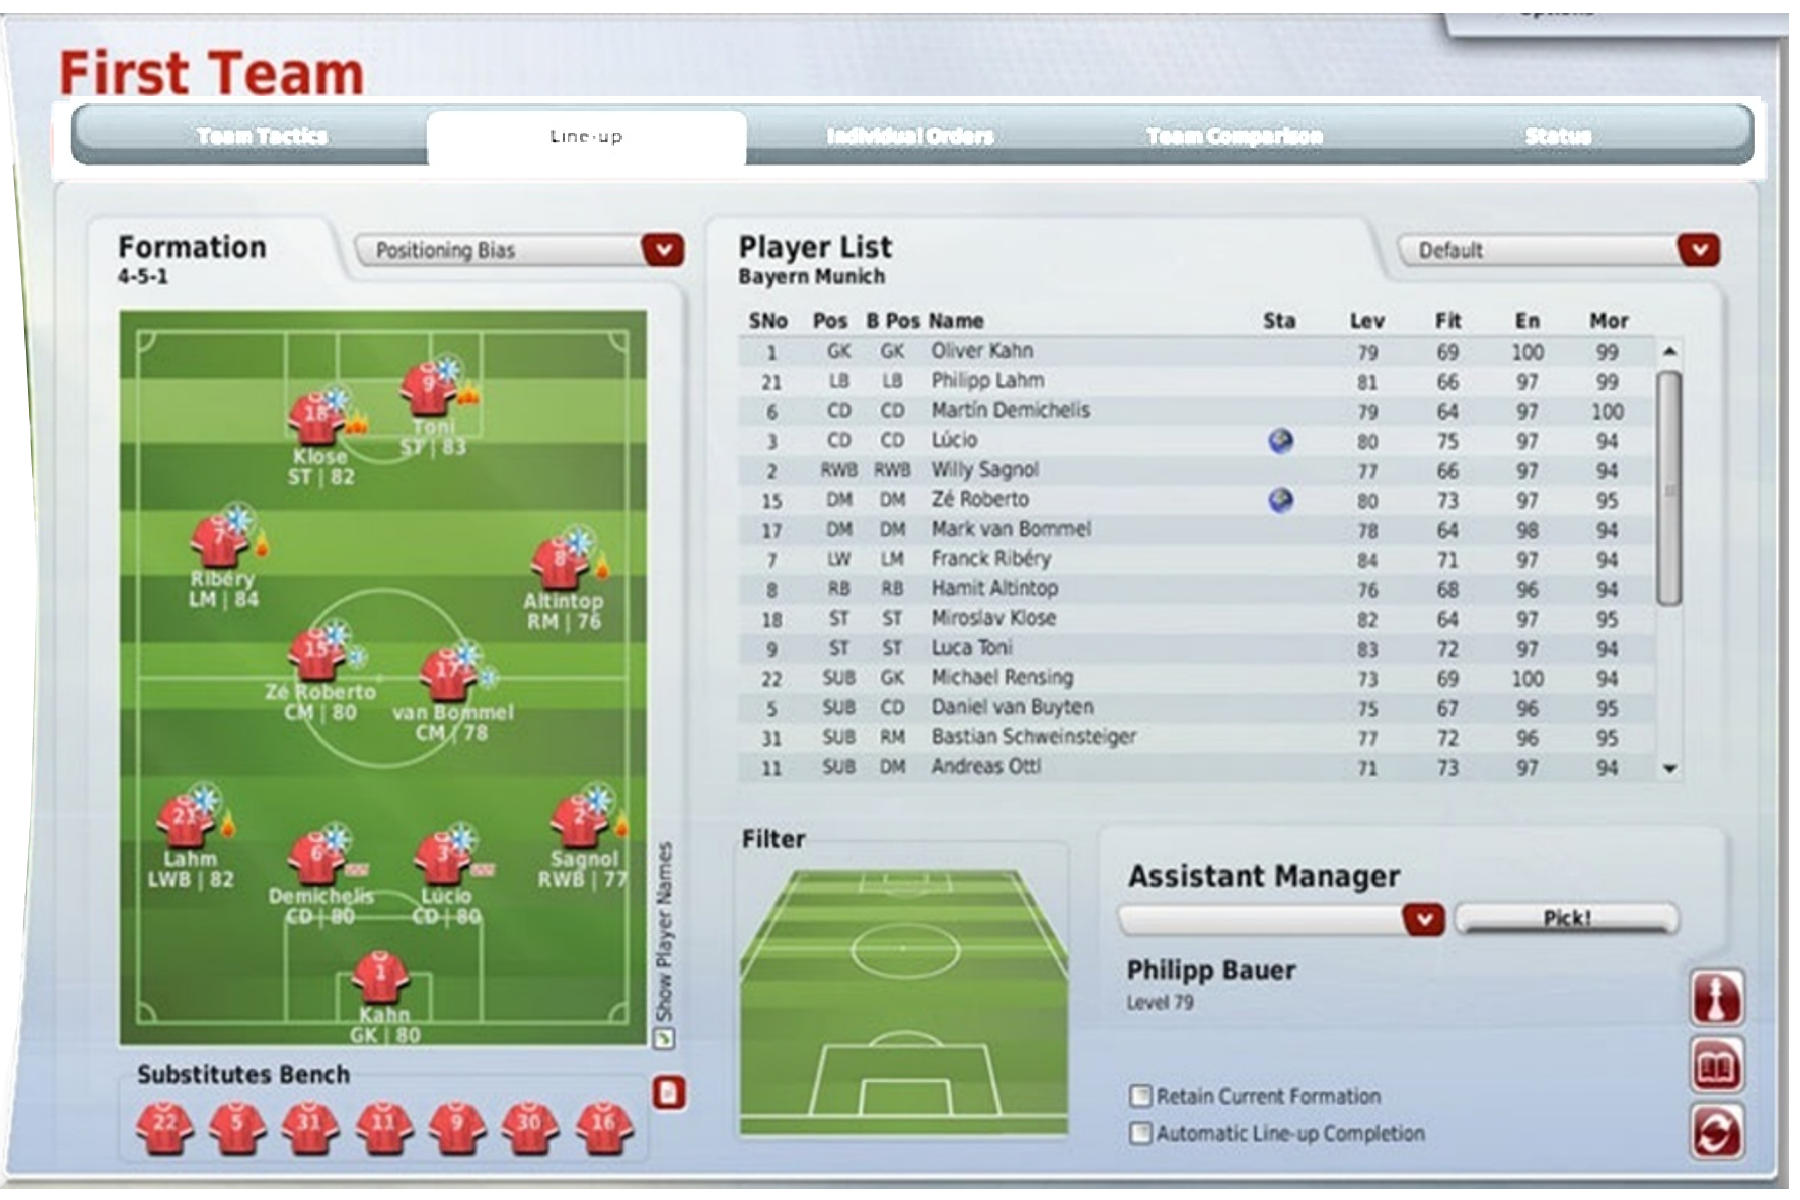 Options
First Team
Team Tactics Line-up Individual Orders Team Comparison Status
Formation
4-5-1
Positioning Bias
9
Toni
ST | 83
18
Klose
ST | 82
7
Ribéry
LM | 84
8
Altintop
RM | 76
15
Zé Roberto
CM | 80
17
van Bommel
CM | 78
21
Lahm
LWB | 82
6
Demichelis
CD | 80
3
Lúcio
CD | 80
2
Sagnol
RWB | 77
1
Kahn
GK | 80
Show Player Names
Substitutes Bench
22 5 31 11 9 30 16
Player List
Bayern Munich
Default
SNo Pos B Pos Name Sta Lev Fit En Mor
1 GK GK Oliver Kahn 79 69 100 99
21 LB LB Philipp Lahm 81 66 97 99
6 CD CD Martín Demichelis 79 64 97 100
3 CD CD Lúcio 80 75 97 94
2 RWB RWB Willy Sagnol 77 66 97 94
15 DM DM Zé Roberto 80 73 97 95
17 DM DM Mark van Bommel 78 64 98 94
7 LW LM Franck Ribéry 84 71 97 94
8 RB RB Hamit Altintop 76 68 96 94
18 ST ST Miroslav Klose 82 64 97 95
9 ST ST Luca Toni 83 72 97 94
22 SUB GK Michael Rensing 73 69 100 94
5 SUB CD Daniel van Buyten 75 67 96 95
31 SUB RM Bastian Schweinsteiger 77 72 96 95
11 SUB DM Andreas Ottl 71 73 97 94
Filter
Assistant Manager
Pick!
Philipp Bauer
Level 79
Retain Current Formation
Automatic Line-up Completion